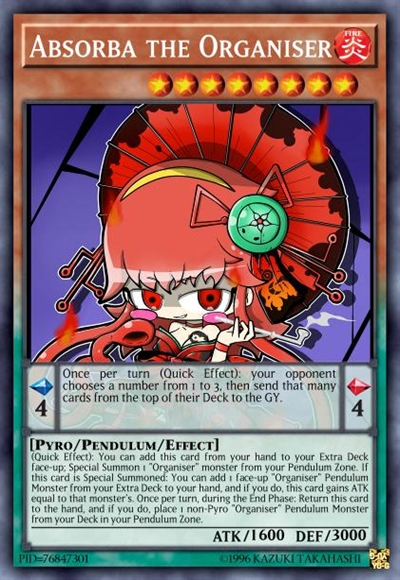 Absorba the Organiser
FIRE
炎
Once per turn (Quick Effect): your opponent
chooses a number from 1 to 3, then send that many
cards from the top of their Deck to the GY.
4
4
[Pyro/Pendulum/Effect]
(Quick Effect): You can add this card from your hand to your Extra Deck
face-up; Special Summon 1 "Organiser" monster from your Pendulum Zone. If
this card is Special Summoned: You can add 1 face-up "Organiser" Pendulum
Monster from your Extra Deck to your hand, and if you do, this card gains ATK
equal to that monster's. Once per turn, during the End Phase: Return this card
to the hand, and if you do, place 1 non-Pyro "Organiser" Pendulum Monster
from your Deck in your Pendulum Zone.
ATK/1600 DEF/3000
PID=76847301
©1996 KAZUKI TAKAHASHI